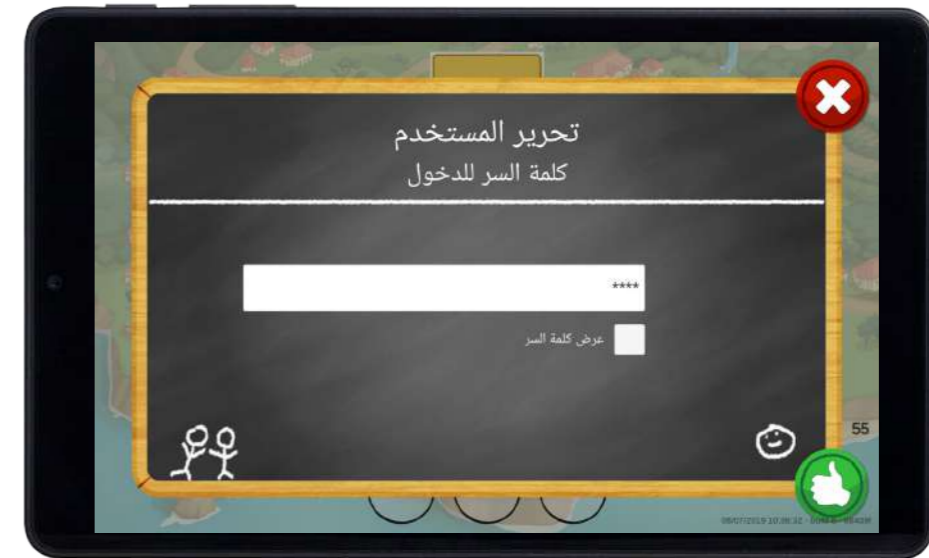 تحرير المستخدم
كلمة السر للدخول
****
عرض كلمة السر
55